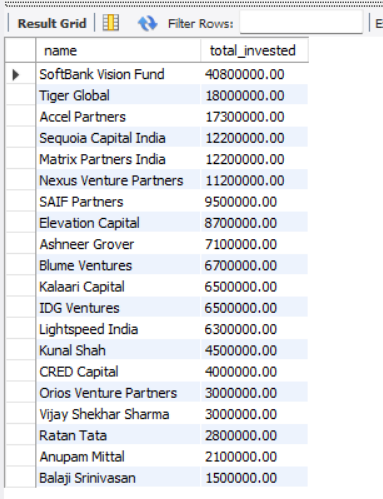 Result Grid Filter Rows: E
name total_invested
SoftBank Vision Fund 40800000.00
Tiger Global 18000000.00
Accel Partners 17300000.00
Sequoia Capital India 12200000.00
Matrix Partners India 12200000.00
Nexus Venture Partners 11200000.00
SAIF Partners 9500000.00
Elevation Capital 8700000.00
Ashneer Grover 7100000.00
Blume Ventures 6700000.00
Kalaari Capital 6500000.00
IDG Ventures 6500000.00
Lightspeed India 6300000.00
Kunal Shah 4500000.00
CRED Capital 4000000.00
Orios Venture Partners 3000000.00
Vijay Shekhar Sharma 3000000.00
Ratan Tata 2800000.00
Anupam Mittal 2100000.00
Balaji Srinivasan 1500000.00